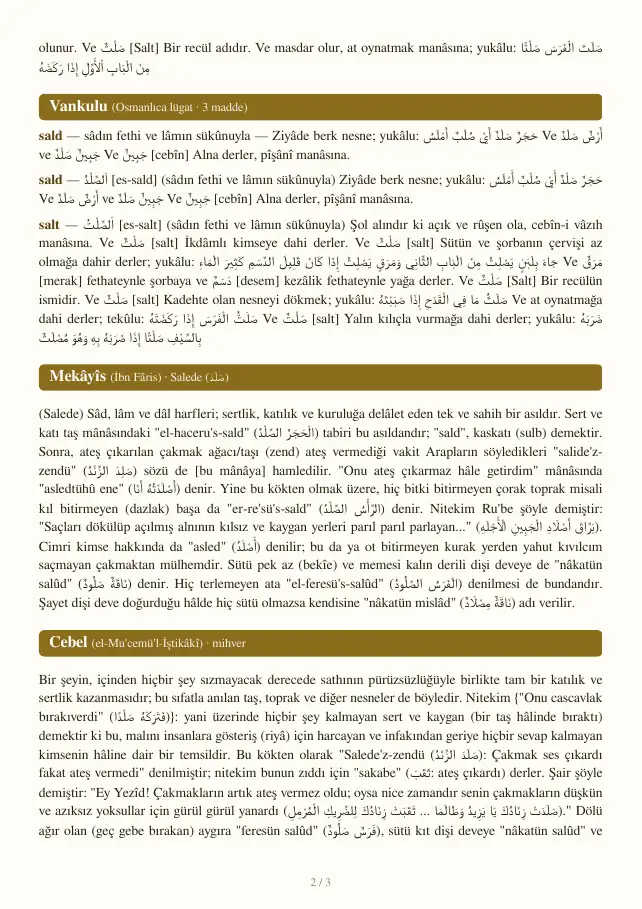 olunur. Ve صَلْتٌ [Salt] Bir recül adıdır. Ve masdar olur, at oynatmak manâsına; yukâlu: صَلَتَ الْفَرَسَ صَلْتًا
مِنَ الْبَابِ الْأَوَّلِ إِذَا رَكَضَهُ
Vankulu (Osmanlıca lügat · 3 madde)
sald — sâdın fethi ve lâmın sükûnuyla — Ziyâde berk nesne; yukâlu: حَجَرٌ صَلْدٌ أَيْ صُلْبٌ أَمْلَسُ Ve أَرْضٌ صَلْدٌ
ve جَبِينٌ صَلْدٌ Ve جَبِينٌ [cebîn] Alna derler, pîşânî manâsına.
sald — اَلصَّلْدُ [es-sald] (sâdın fethi ve lâmın sükûnuyla) Ziyâde berk nesne; yukâlu: حَجَرٌ صَلْدٌ أَيْ صُلْبٌ أَمْلَسُ
Ve أَرْضٌ صَلْدٌ ve جَبِينٌ صَلْدٌ Ve جَبِينٌ [cebîn] Alna derler, pîşânî manâsına.
salt — اَلصَّلْتُ [es-salt] (sâdın fethi ve lâmın sükûnuyla) Şol alındır ki açık ve rûşen ola, cebîn-i vâzıh
manâsına. Ve صَلْتٌ [salt] İkdâmlı kimseye dahi derler. Ve صَلْتٌ [salt] Sütün ve şorbanın çervişi az
olmağa dahir derler; yukâlu: جَاءَ بِلَبَنٍ يَصْلِتُ مِنَ الْبَابِ الثَّانِي وَمَرَقٍ يَصْلِتُ إِذَا كَانَ قَلِيلَ الدَّسَمِ كَثِيرَ الْمَاءِ Ve مَرَقٌ
[merak] fethateynle şorbaya ve دَسَمٌ [desem] kezâlik fethateynle yağa derler. Ve صَلْتٌ [Salt] Bir recülün
ismidir. Ve صَلْتٌ [salt] Kadehte olan nesneyi dökmek; yukâlu: صَلَتُّ مَا فِي الْقَدَحِ إِذَا صَبَبْتَهُ Ve at oynatmağa
dahi derler; tekûlu: صَلَتُّ الْفَرَسَ إِذَا رَكَضْتَهُ Ve صَلْتٌ [salt] Yalın kılıçla vurmağa dahi derler; yukâlu: ضَرَبَهُ
بِالسَّيْفِ صَلْتًا إِذَا ضَرَبَهُ بِهِ وَهُوَ مُصْلَتٌ
Mekâyîs (İbn Fâris) · Salede (صَلَدَ)
(Salede) Sâd, lâm ve dâl harfleri; sertlik, katılık ve kuruluğa delâlet eden tek ve sahih bir asıldır. Sert ve
katı taş mânâsındaki "el-haceru's-sald" (الْحَجَرُ الصَّلْدُ) tabiri bu asıldandır; "sald", kaskatı (sulb) demektir.
Sonra, ateş çıkarılan çakmak ağacı/taşı (zend) ateş vermediği vakit Arapların söyledikleri "salide'z-
zendü" (صَلِدَ الزَّنْدُ) sözü de [bu mânâya] hamledilir. "Onu ateş çıkarmaz hâle getirdim" mânâsında
"asledtühû ene" (أَصْلَدْتُهُ أَنَا) denir. Yine bu kökten olmak üzere, hiç bitki bitirmeyen çorak toprak misali
kıl bitirmeyen (dazlak) başa da "er-re'sü's-sald" (الرَّأْسُ الصَّلْدُ) denir. Nitekim Ru'be şöyle demiştir:
"Saçları dökülüp açılmış alnının kılsız ve kaygan yerleri parıl parıl parlayan..." (بَرَّاق أَصْلَادِ الْجَبِينِ الْأَجْلَهِ).
Cimri kimse hakkında da "asled" (أَصْلَدُ) denilir; bu da ya ot bitirmeyen kurak yerden yahut kıvılcım
saçmayan çakmaktan mülhemdir. Sütü pek az (bekîe) ve memesi kalın derili dişi deveye de "nâkatün
salûd" (نَاقَةٌ صَلُودٌ) denir. Hiç terlemeyen ata "el-feresü's-salûd" (الْفَرَسُ الصَّلُودُ) denilmesi de bundandır.
Şayet dişi deve doğurduğu hâlde hiç sütü olmazsa kendisine "nâkatün mislâd" (نَاقَةٌ مِصْلَادٌ) adı verilir.
Cebel (el-Mu'cemü'l-İştikâkî) · mihver
Bir şeyin, içinden hiçbir şey sızmayacak derecede sathının pürüzsüzlüğüyle birlikte tam bir katılık ve
sertlik kazanmasıdır; bu sıfatla anılan taş, toprak ve diğer nesneler de böyledir. Nitekim {"Onu cascavlak
bırakıverdi" (فَتَرَكَهُ صَلْدًا)}: yani üzerinde hiçbir şey kalmayan sert ve kaygan (bir taş hâlinde bıraktı)
demektir ki bu, malını insanlara gösteriş (riyâ) için harcayan ve infakından geriye hiçbir sevap kalmayan
kimsenin hâline dair bir temsildir. Bu kökten olarak "Salede'z-zendü (صَلَدَ الزَّنْدُ): Çakmak ses çıkardı
fakat ateş vermedi" denilmiştir; nitekim bunun zıddı için "sakabe" (ثقب: ateş çıkardı) derler. Şair şöyle
demiştir: "Ey Yezîd! Çakmakların artık ateş vermez oldu; oysa nice zamandır senin çakmakların düşkün
ve azıksız yoksullar için gürül gürül yanardı (صَلَدَتْ زِنَادُكَ يَا يَزِيدُ وَطَالَمَا ... ثَقَبَتْ زِنَادُكَ لِلضَّرِيكِ الْمُرْمِلِ)." Dölü
ağır olan (geç gebe bırakan) aygıra "feresün salûd" (فَرَسٌ صَلُودٌ), sütü kıt dişi deveye "nâkatün salûd" ve
2 / 3